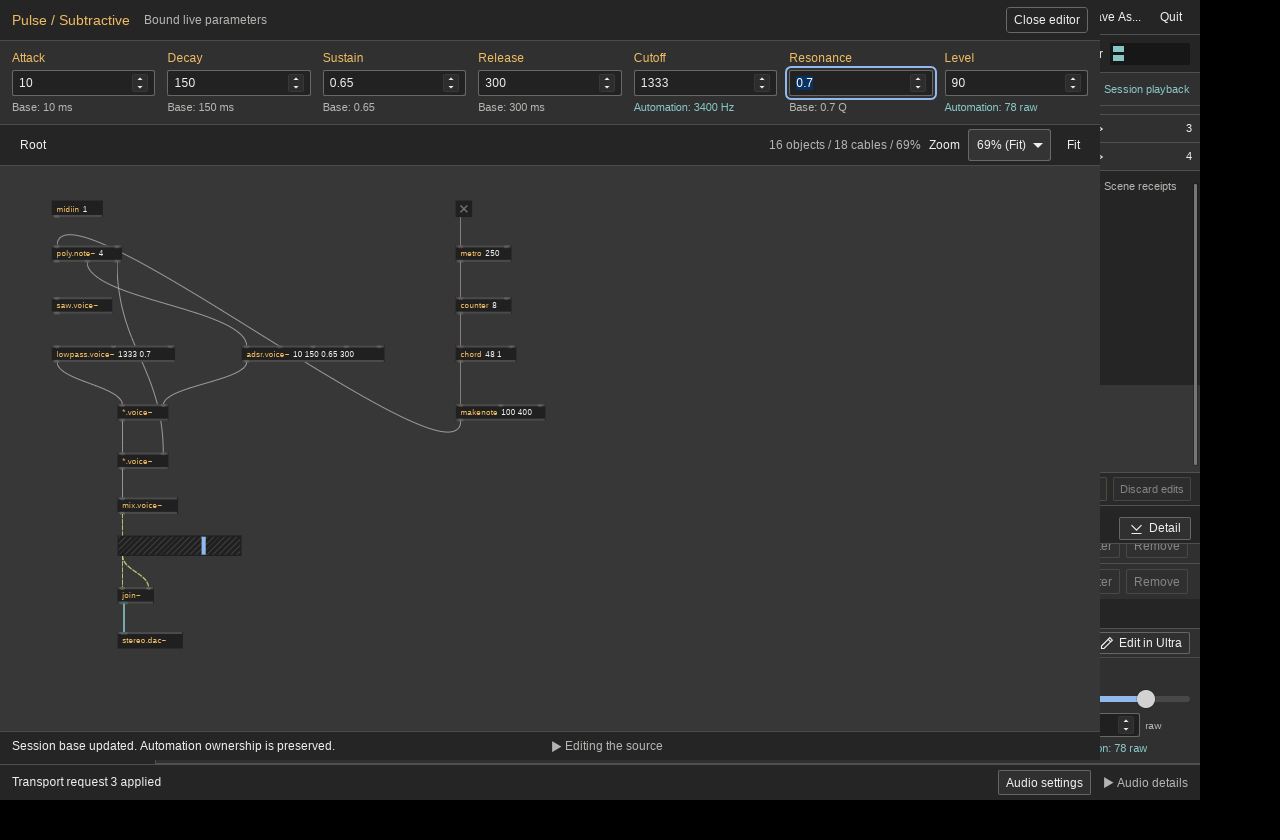 Pulse / Subtractive
Bound live parameters
Close editor
ave As...
Quit
Attack
Decay
Sustain
Release
Cutoff
Resonance
Level
10
150
0.65
300
1333
0.7
90
Base: 10 ms
Base: 150 ms
Base: 0.65
Base: 300 ms
Automation: 3400 Hz
Base: 0.7 Q
Automation: 78 raw
Session playback
Root
16 objects / 18 cables / 69%
Zoom
69% (Fit)
Fit
3
4
Scene receipts
midiin 1
poly.note~ 4
metro 250
saw.voice~
counter 8
lowpass.voice~ 1333 0.7
adsr.voice~ 10 150 0.65 300
chord 48 1
*.voice~
makenote 100 400
*.voice~
mix.voice~
join~
stereo.dac~
Discard edits
Detail
ter
Remove
ter
Remove
Edit in Ultra
raw
on: 78 raw
Session base updated. Automation ownership is preserved.
Editing the source
Transport request 3 applied
Audio settings
Audio details